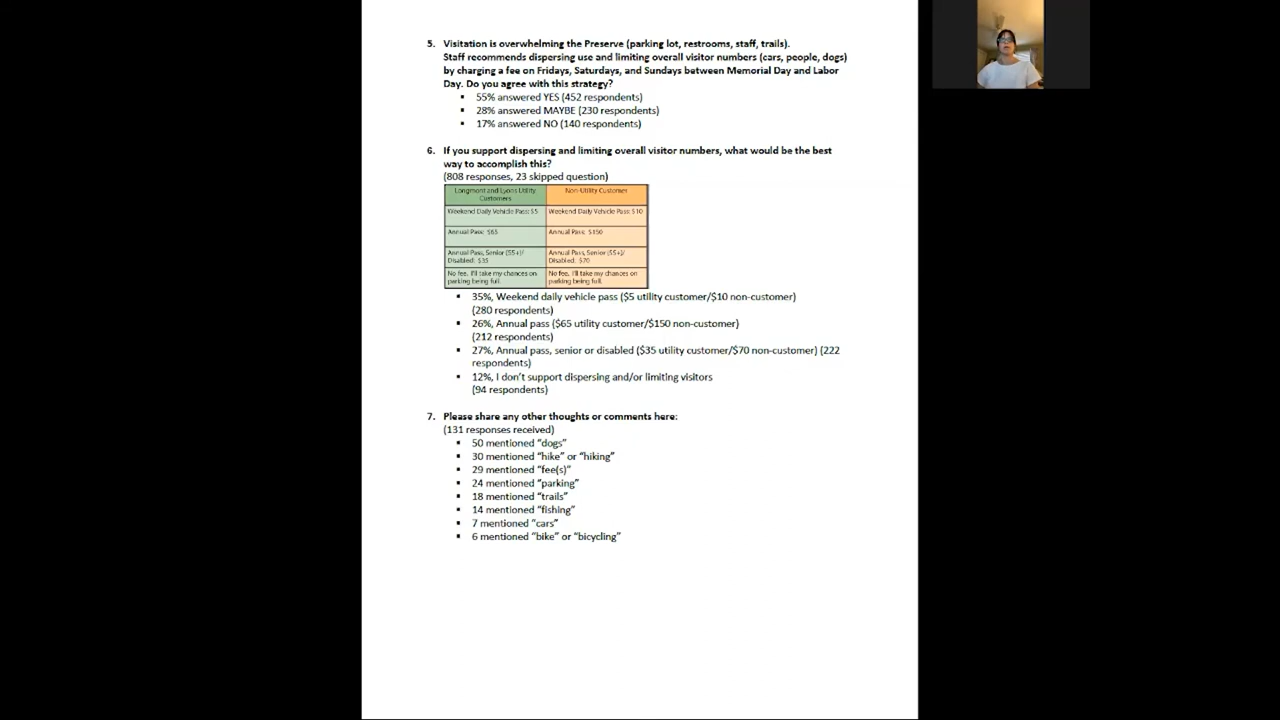 5. Visitation is overwhelming the Preserve (parking lot, restrooms, staff, trails).
Staff recommends dispersing use and limiting overall visitor numbers (cars, people, dogs)
by charging a fee on Fridays, Saturdays, and Sundays between Memorial Day and Labor
Day. Do you agree with this strategy?
▪ 55% answered YES (452 respondents)
▪ 28% answered MAYBE (230 respondents)
▪ 17% answered NO (140 respondents)
6. If you support dispersing and limiting overall visitor numbers, what would be the best
way to accomplish this?
(808 responses, 23 skipped question)
Longmont and Lyons Utility Customers | Non-Utility Customer
Weekend Daily Vehicle Pass: $5 | Weekend Daily Vehicle Pass: $10
Annual Pass: | Annual Pass: $150
Annual Pass, Senior (55+)/ Disabled: $35 | Annual Pass, Senior (55+)/ Disabled: $70
No fee. I'll take my chances on parking being full. | No fee. I'll take my chances on parking being full.
▪ 35%, Weekend daily vehicle pass ($5 utility customer/$10 non-customer)
(280 respondents)
▪ 26%, Annual pass ($65 utility customer/$150 non-customer)
(212 respondents)
▪ 27%, Annual pass, senior or disabled ($35 utility customer/$70 non-customer) (222
respondents)
▪ 12%, I don't support dispersing and/or limiting visitors
(94 respondents)
7. Please share any other thoughts or comments here:
(131 responses received)
▪ 50 mentioned "dogs"
▪ 30 mentioned "hike" or "hiking"
▪ 29 mentioned "fee(s)"
▪ 24 mentioned "parking"
▪ 18 mentioned "trails"
▪ 14 mentioned "fishing"
▪ 7 mentioned "cars"
▪ 6 mentioned "bike" or "bicycling"